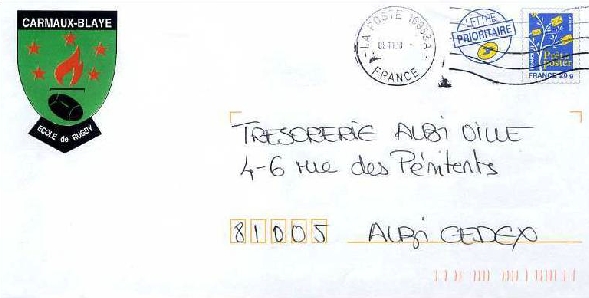 CARMAUX-BLAYE
ECOLE de RUGBY
LA POSTE
FRANCE
LETTRE
PRIORITAIRE
FRANCE 20 g
TRESORERIE ALBI VILLE
4-6 rue des Pénitents
81005 ALBI CEDEX